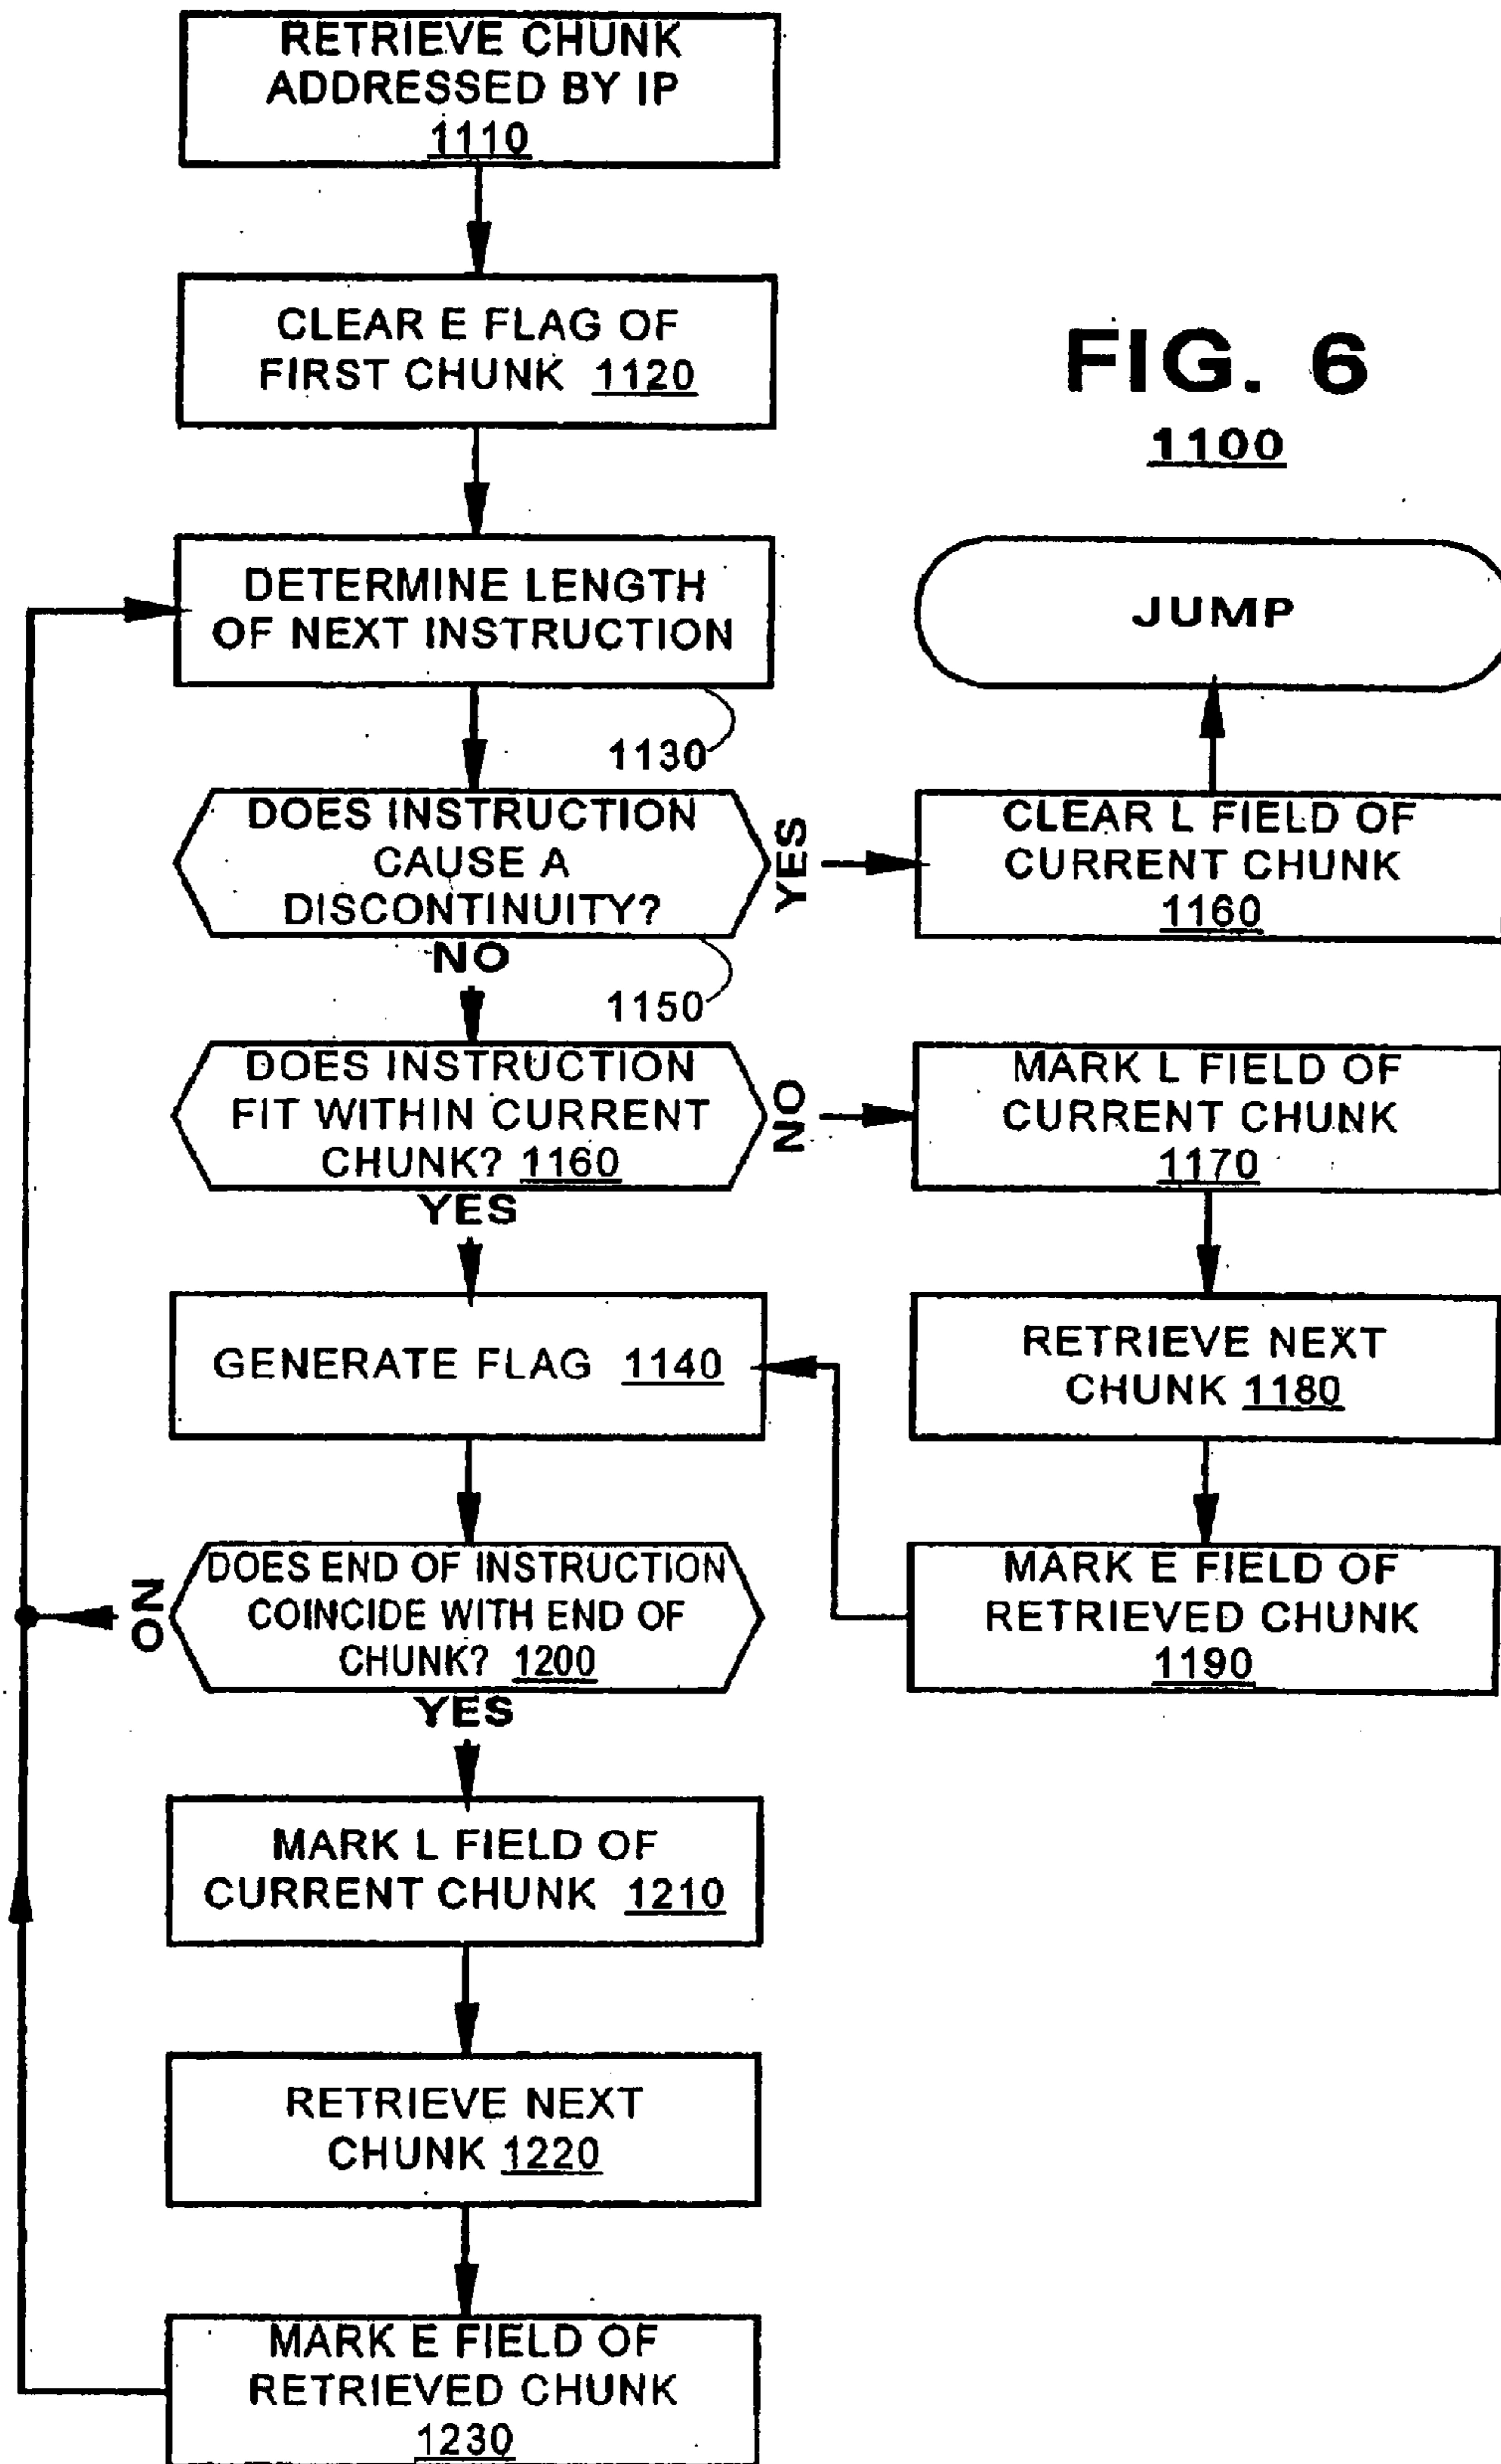 RETRIEVE CHUNK
ADDRESSED BY IP
1110
CLEAR E FLAG OF
FIRST CHUNK 1120
FIG. 6
1100
DETERMINE LENGTH
OF NEXT INSTRUCTION
1130
JUMP
DOES INSTRUCTION
CAUSE A
DISCONTINUITY?
1150
YES
NO
CLEAR L FIELD OF
CURRENT CHUNK
1160
DOES INSTRUCTION
FIT WITHIN CURRENT
CHUNK? 1160
NO
YES
MARK L FIELD OF
CURRENT CHUNK
1170
GENERATE FLAG 1140
RETRIEVE NEXT
CHUNK 1180
DOES END OF INSTRUCTION
COINCIDE WITH END OF
CHUNK? 1200
NO
YES
MARK E FIELD OF
RETRIEVED CHUNK
1190
MARK L FIELD OF
CURRENT CHUNK 1210
RETRIEVE NEXT
CHUNK 1220
MARK E FIELD OF
RETRIEVED CHUNK
1230